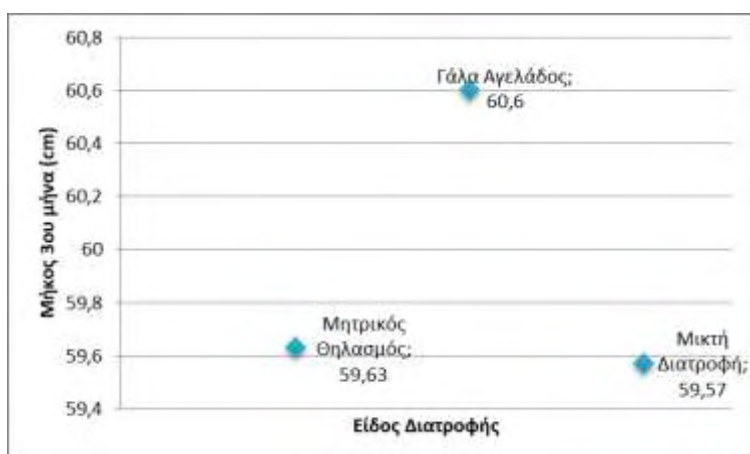 60,8
60,6
60,4
60,2
60
59,8
59,6
59,4
Μήκος 3ου μήνα (cm)
Γάλα Αγελάδος;
60,6
Μητρικός
Θηλασμός;
59,63
Μικτή
Διατροφή;
59,57
Είδος Διατροφής